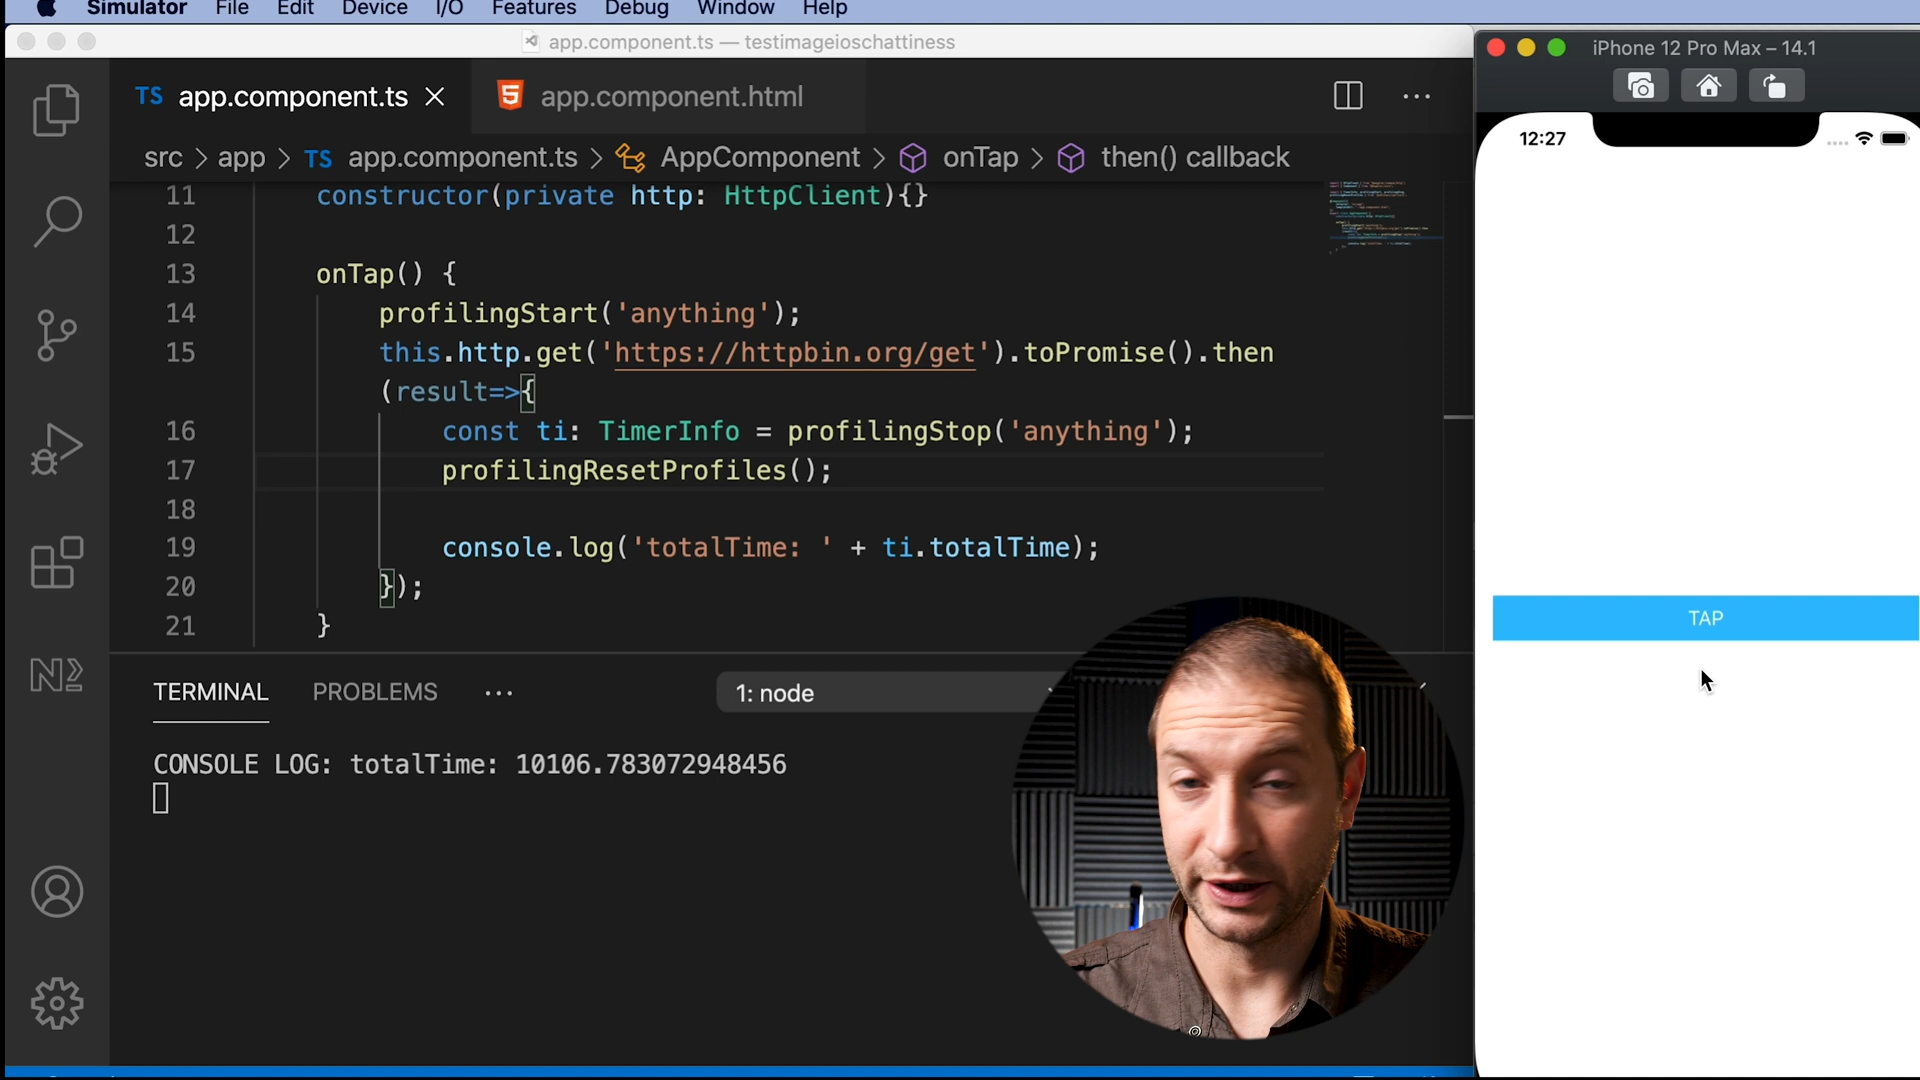 Simulator File Edit Device I/O Features Debug Window Help
app.component.ts — testimageioschattiness
iPhone 12 Pro Max – 14.1
TS app.component.ts
app.component.html
12:27
src > app > TS app.component.ts > AppComponent > onTap > then() callback
11 constructor(private http: HttpClient){}
12
13 onTap() {
14 profilingStart('anything');
15 this.http.get('https://httpbin.org/get').toPromise().then
(result=>{
16 const ti: TimerInfo = profilingStop('anything');
17 profilingResetProfiles();
18
19 console.log('totalTime: ' + ti.totalTime);
20 });
21 }
TAP
TERMINAL PROBLEMS ··· 1: node
CONSOLE LOG: totalTime: 10106.783072948456